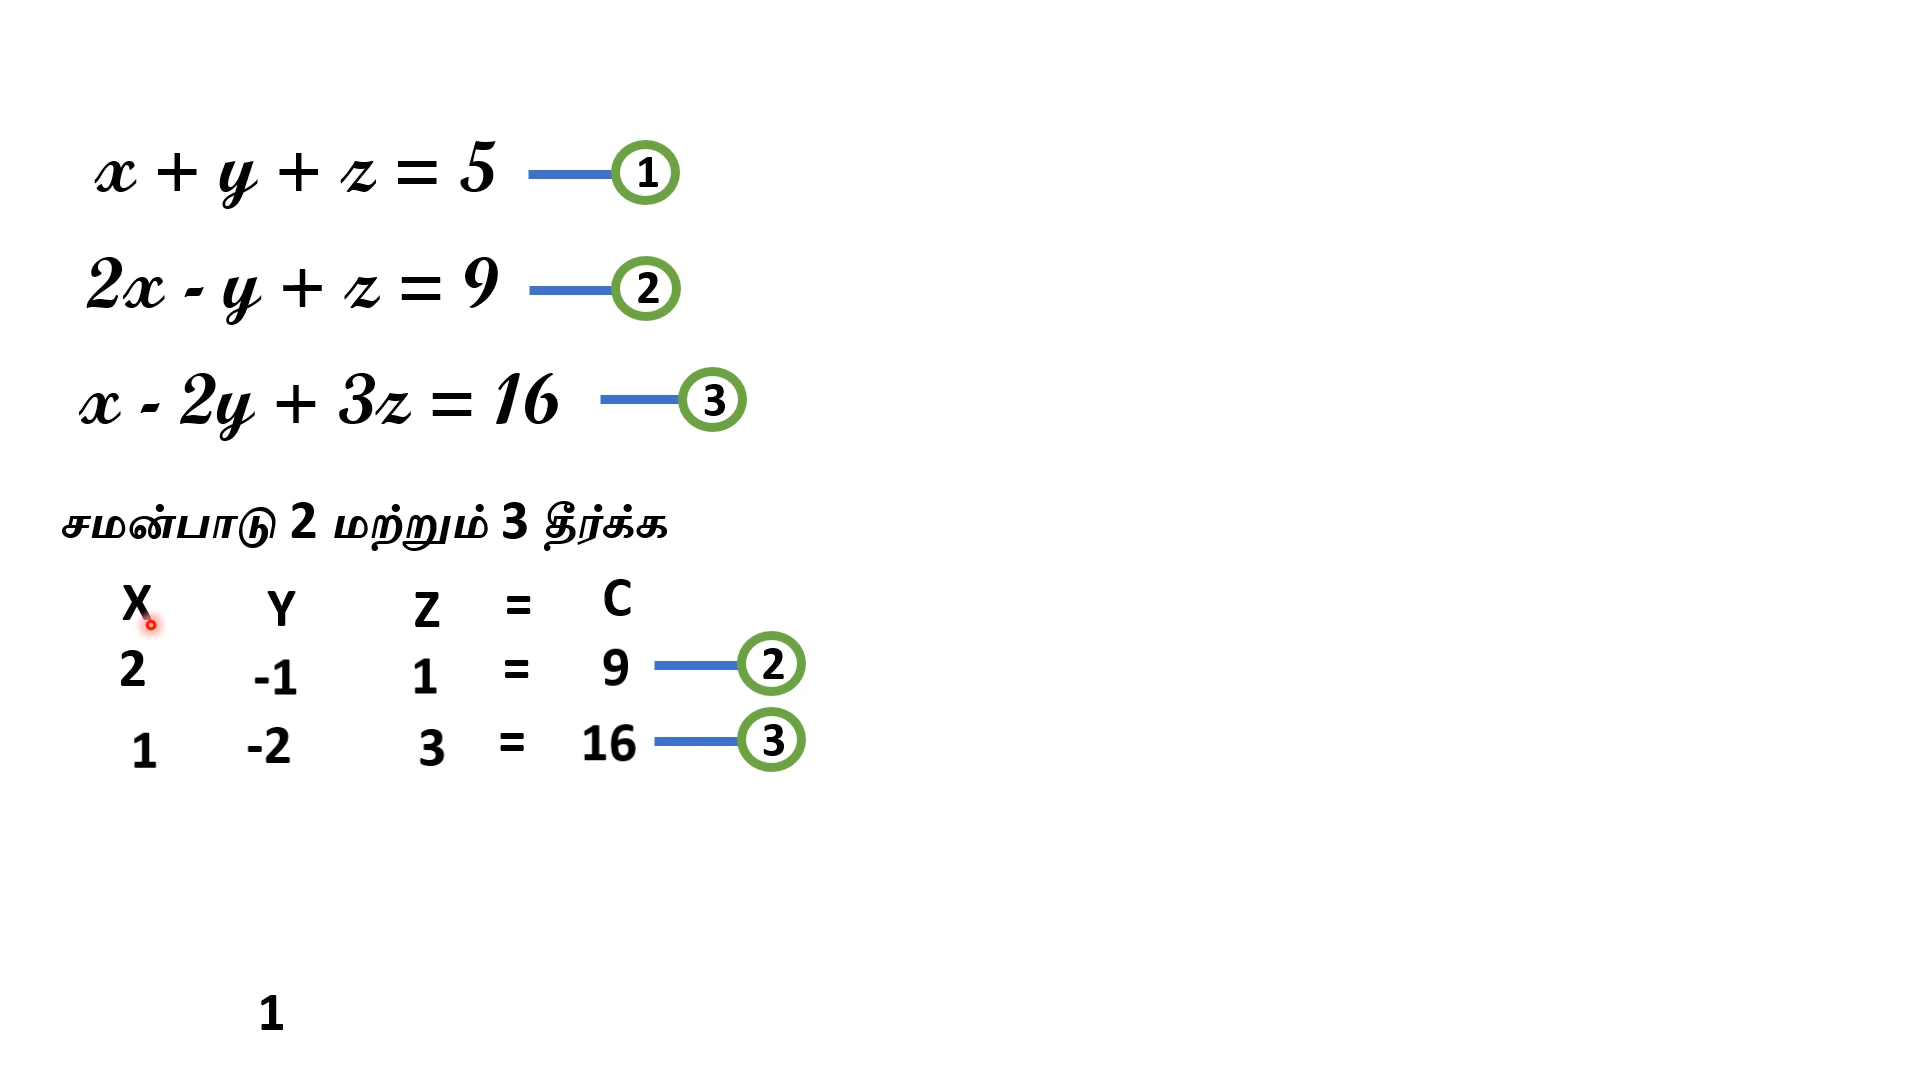 x + y + z = 5 1
2x - y + z = 9 2
x - 2y + 3z = 16 3
சமன்பாடு 2 மற்றும் 3 தீர்க்க
X Y Z = C
2 -1 1 = 9 2
1 -2 3 = 16 3
1